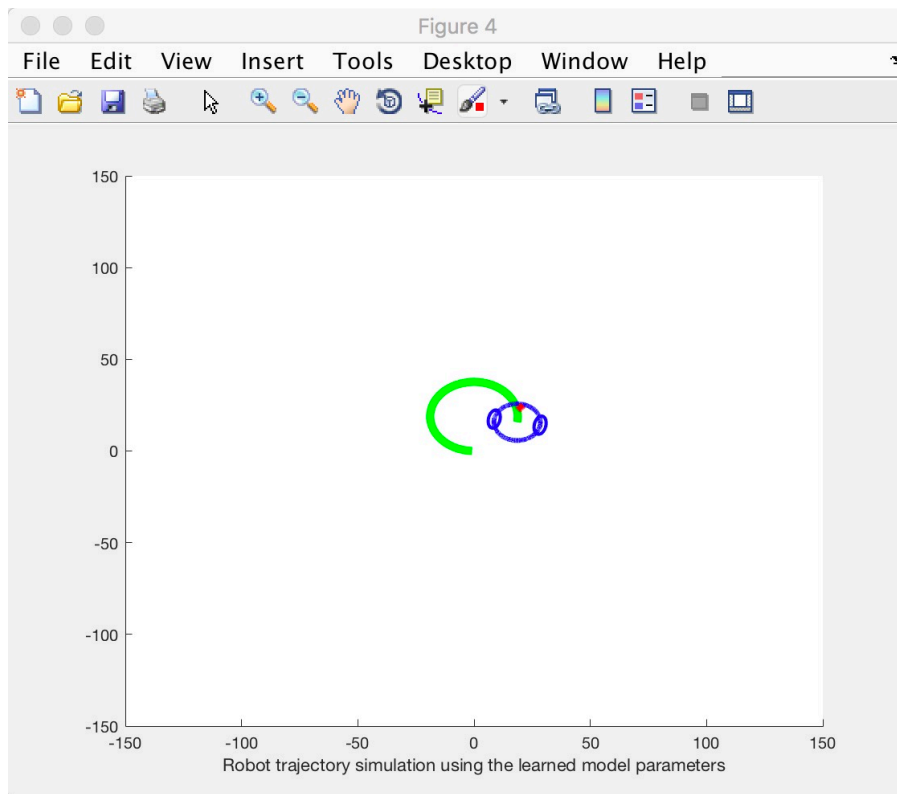 Figure 4
File Edit View Insert Tools Desktop Window Help
150
100
50
0
-50
-100
-150
-150 -100 -50 0 50 100 150
Robot trajectory simulation using the learned model parameters